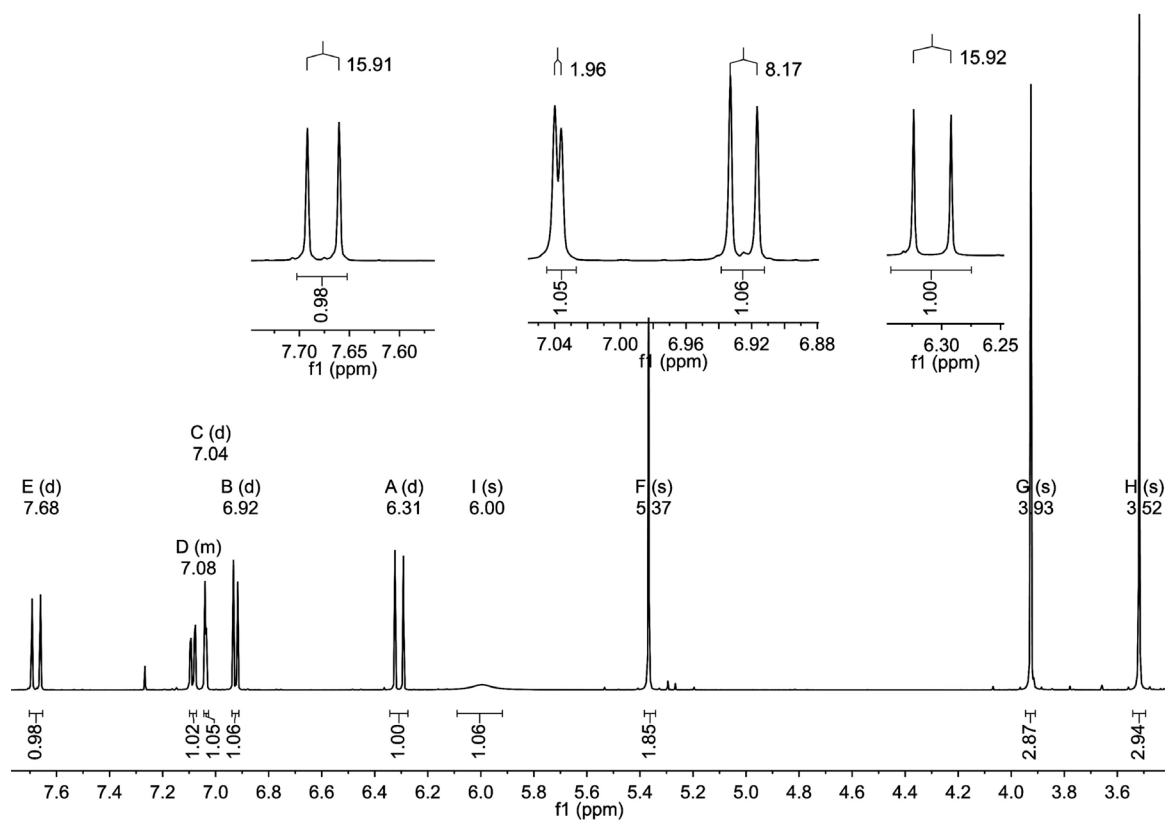 15.91
1.96
8.17
15.92
0.98
1.05
1.06
1.00
7.70 7.65 7.60
f1 (ppm)
7.04 7.00 6.96 6.92 6.88
f1 (ppm)
6.30 6.25
f1 (ppm)
C (d)
7.04
E (d)
7.68
B (d)
6.92
A (d)
6.31
I (s)
6.00
F (s)
5.37
G (s)
3.93
H (s)
3.52
D (m)
7.08
0.98
1.02
1.05
1.06
1.00
1.06
1.85
2.87
2.94
7.6 7.4 7.2 7.0 6.8 6.6 6.4 6.2 6.0 5.8 5.6 5.4 5.2 5.0 4.8 4.6 4.4 4.2 4.0 3.8 3.6
f1 (ppm)